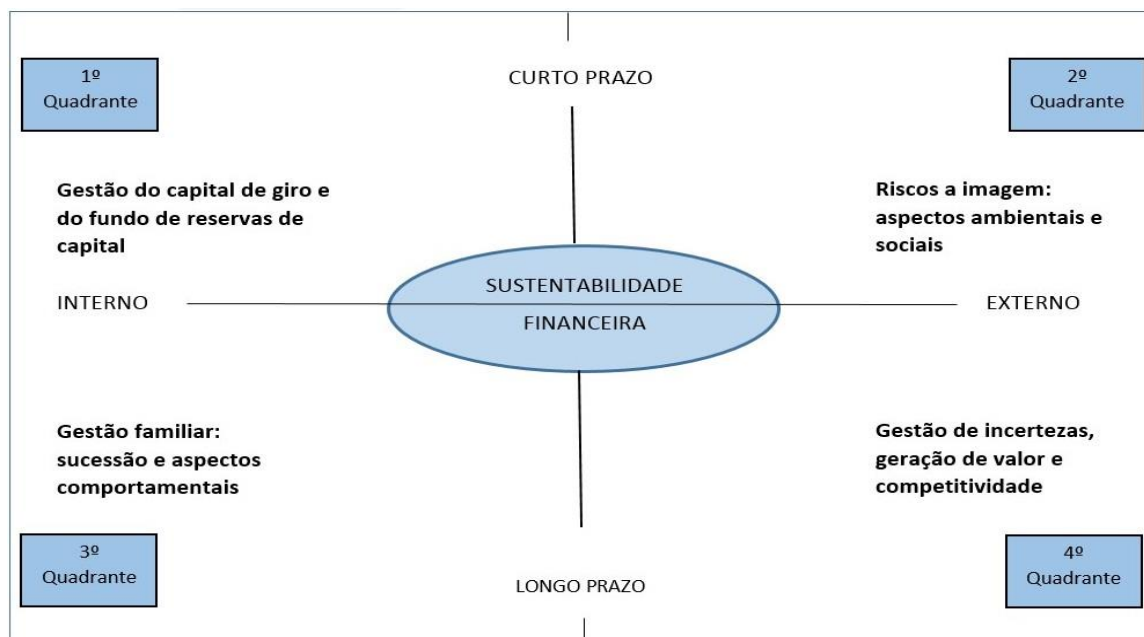 1º
Quadrante
CURTO PRAZO
2º
Quadrante
Gestão do capital de giro e
do fundo de reservas de
capital
Riscos a imagem:
aspectos ambientais e
sociais
INTERNO
SUSTENTABILIDADE
FINANCEIRA
EXTERNO
Gestão familiar:
sucessão e aspectos
comportamentais
Gestão de incertezas,
geração de valor e
competitividade
3º
Quadrante
LONGO PRAZO
4º
Quadrante